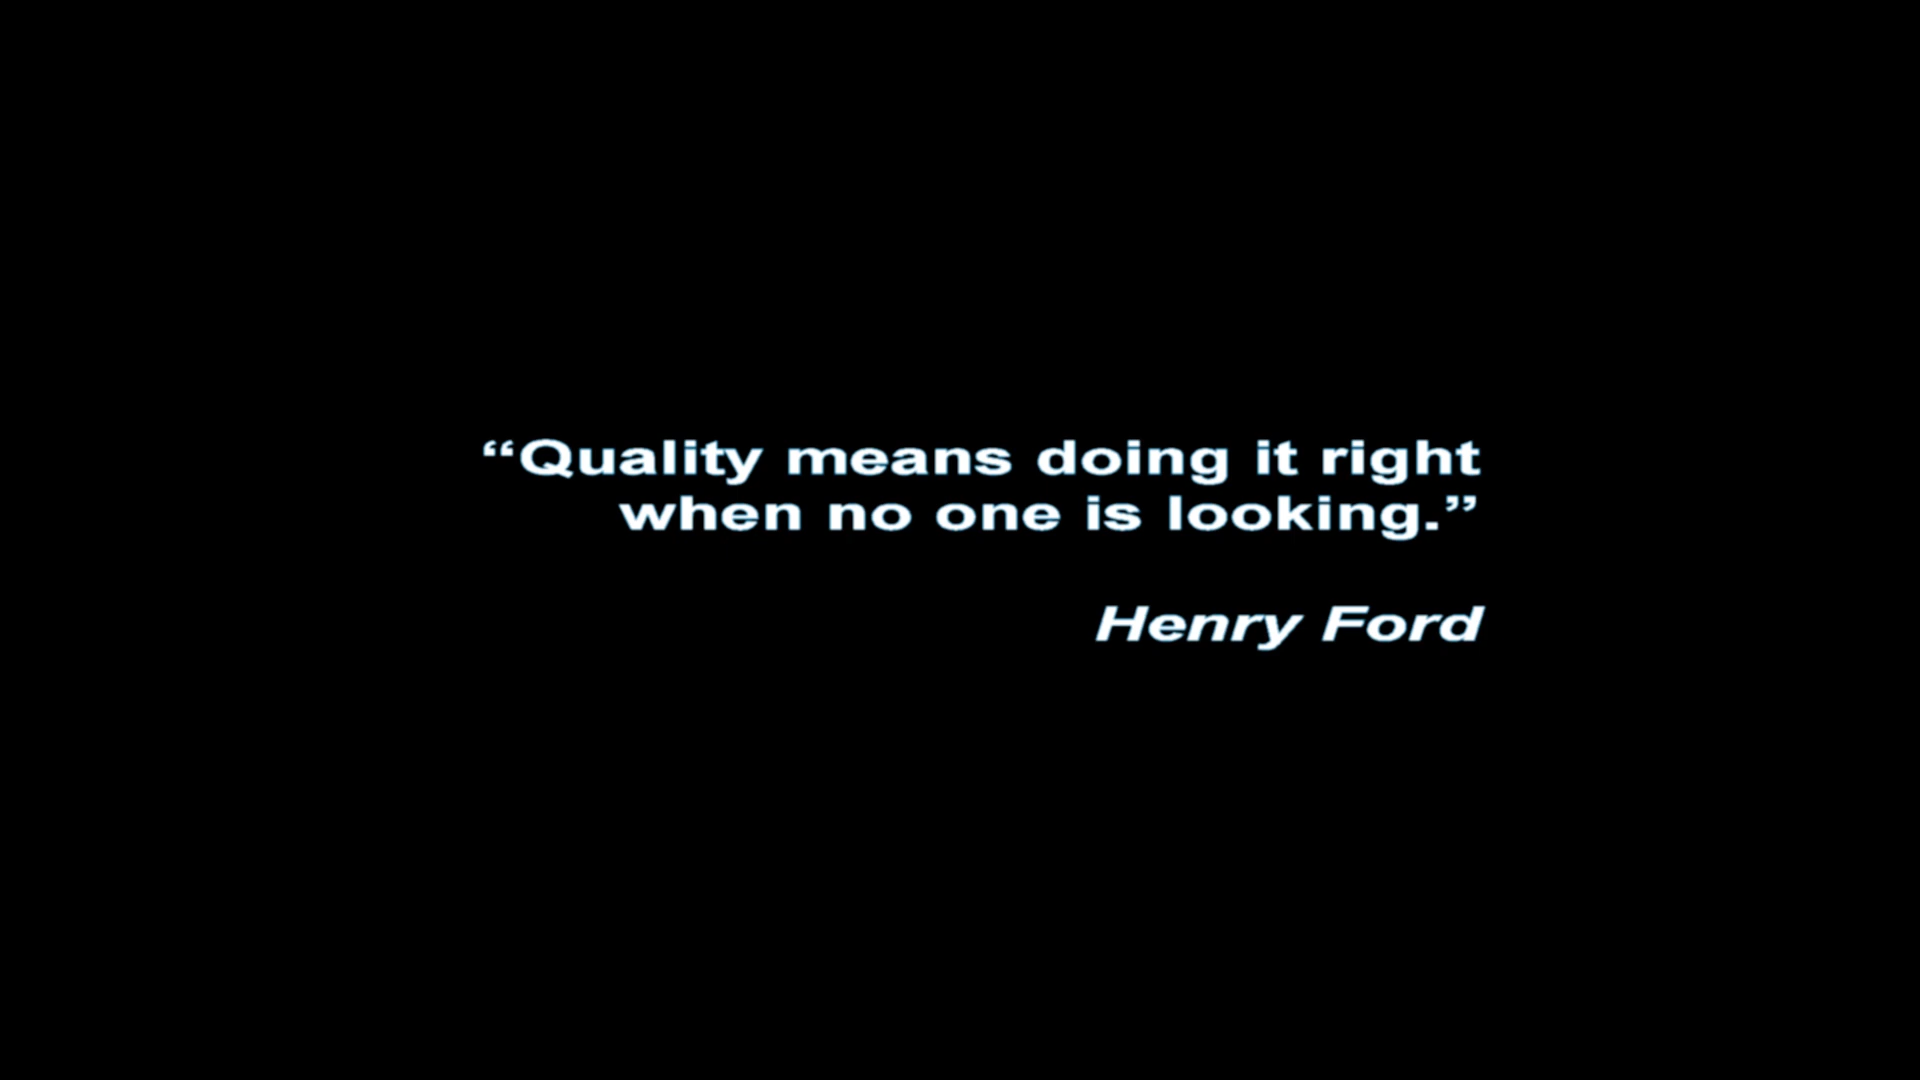 “Quality means doing it right
when no one is looking.”
Henry Ford